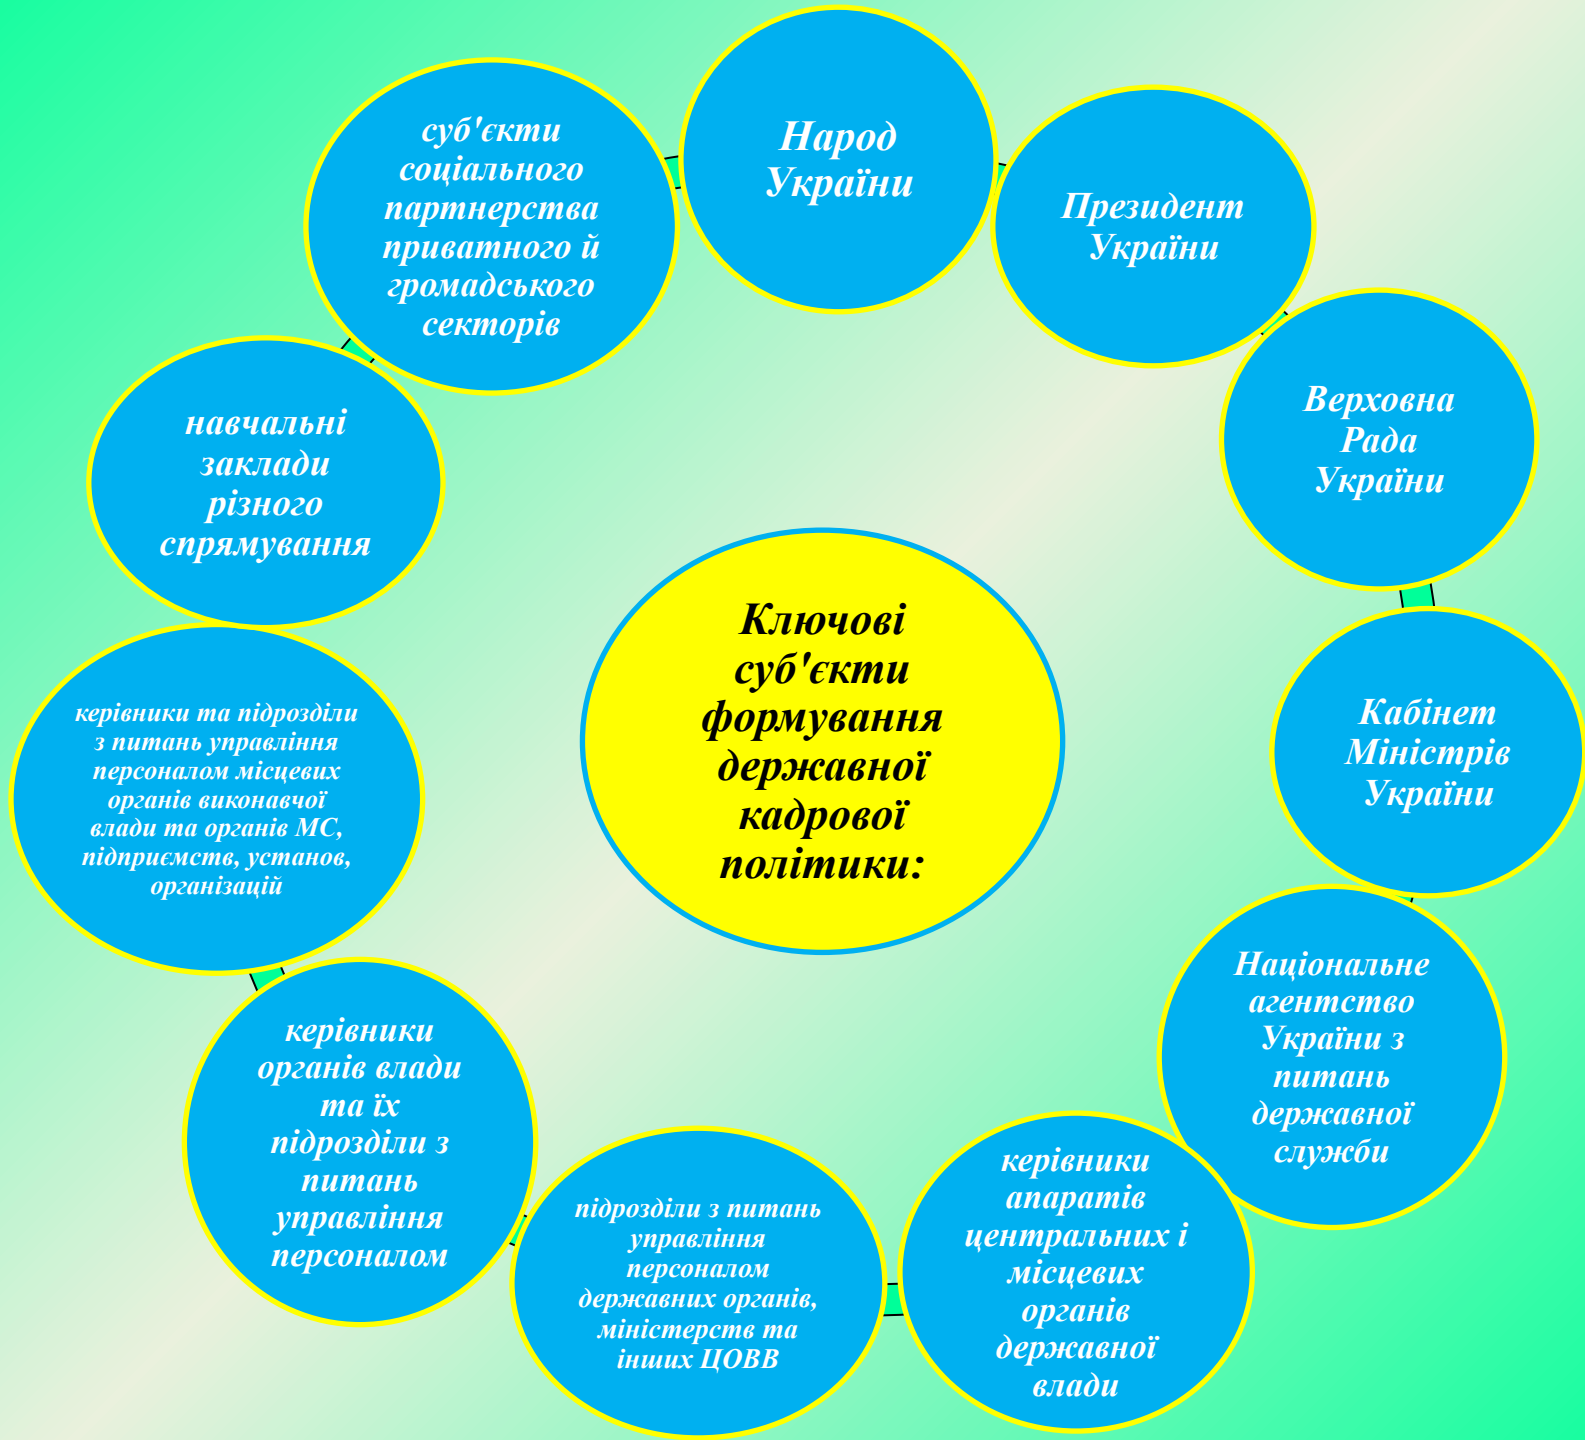 Ключові
суб'єкти
формування
державної
кадрової
політики:
Народ
України
Президент
України
Верховна
Рада
України
Кабінет
Міністрів
України
Національне
агентство
України з
питань
державної
служби
керівники
апаратів
центральних і
місцевих
органів
державної
влади
підрозділи з питань
управління
персоналом
державних органів,
міністерств та
інших ЦОВВ
керівники
органів влади
та їх
підрозділи з
питань
управління
персоналом
керівники та підрозділи
з питань управління
персоналом місцевих
органів виконавчої
влади та органів МС,
підприємств, установ,
організацій
навчальні
заклади
різного
спрямування
суб'єкти
соціального
партнерства
приватного й
громадського
секторів